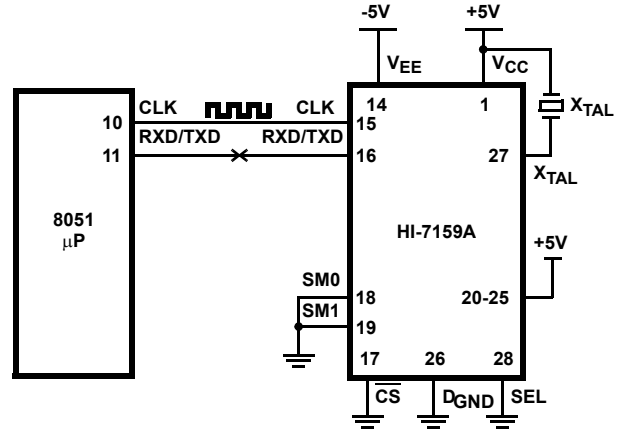 -5V
+5V
VEE
VCC
14
1
XTAL
CLK
CLK
10
15
RXD/TXD
RXD/TXD
11
16
27
XTAL
8051
µP
HI-7159A
+5V
SM0
18
20-25
SM1
19
17
26
28
CS
DGND
SEL